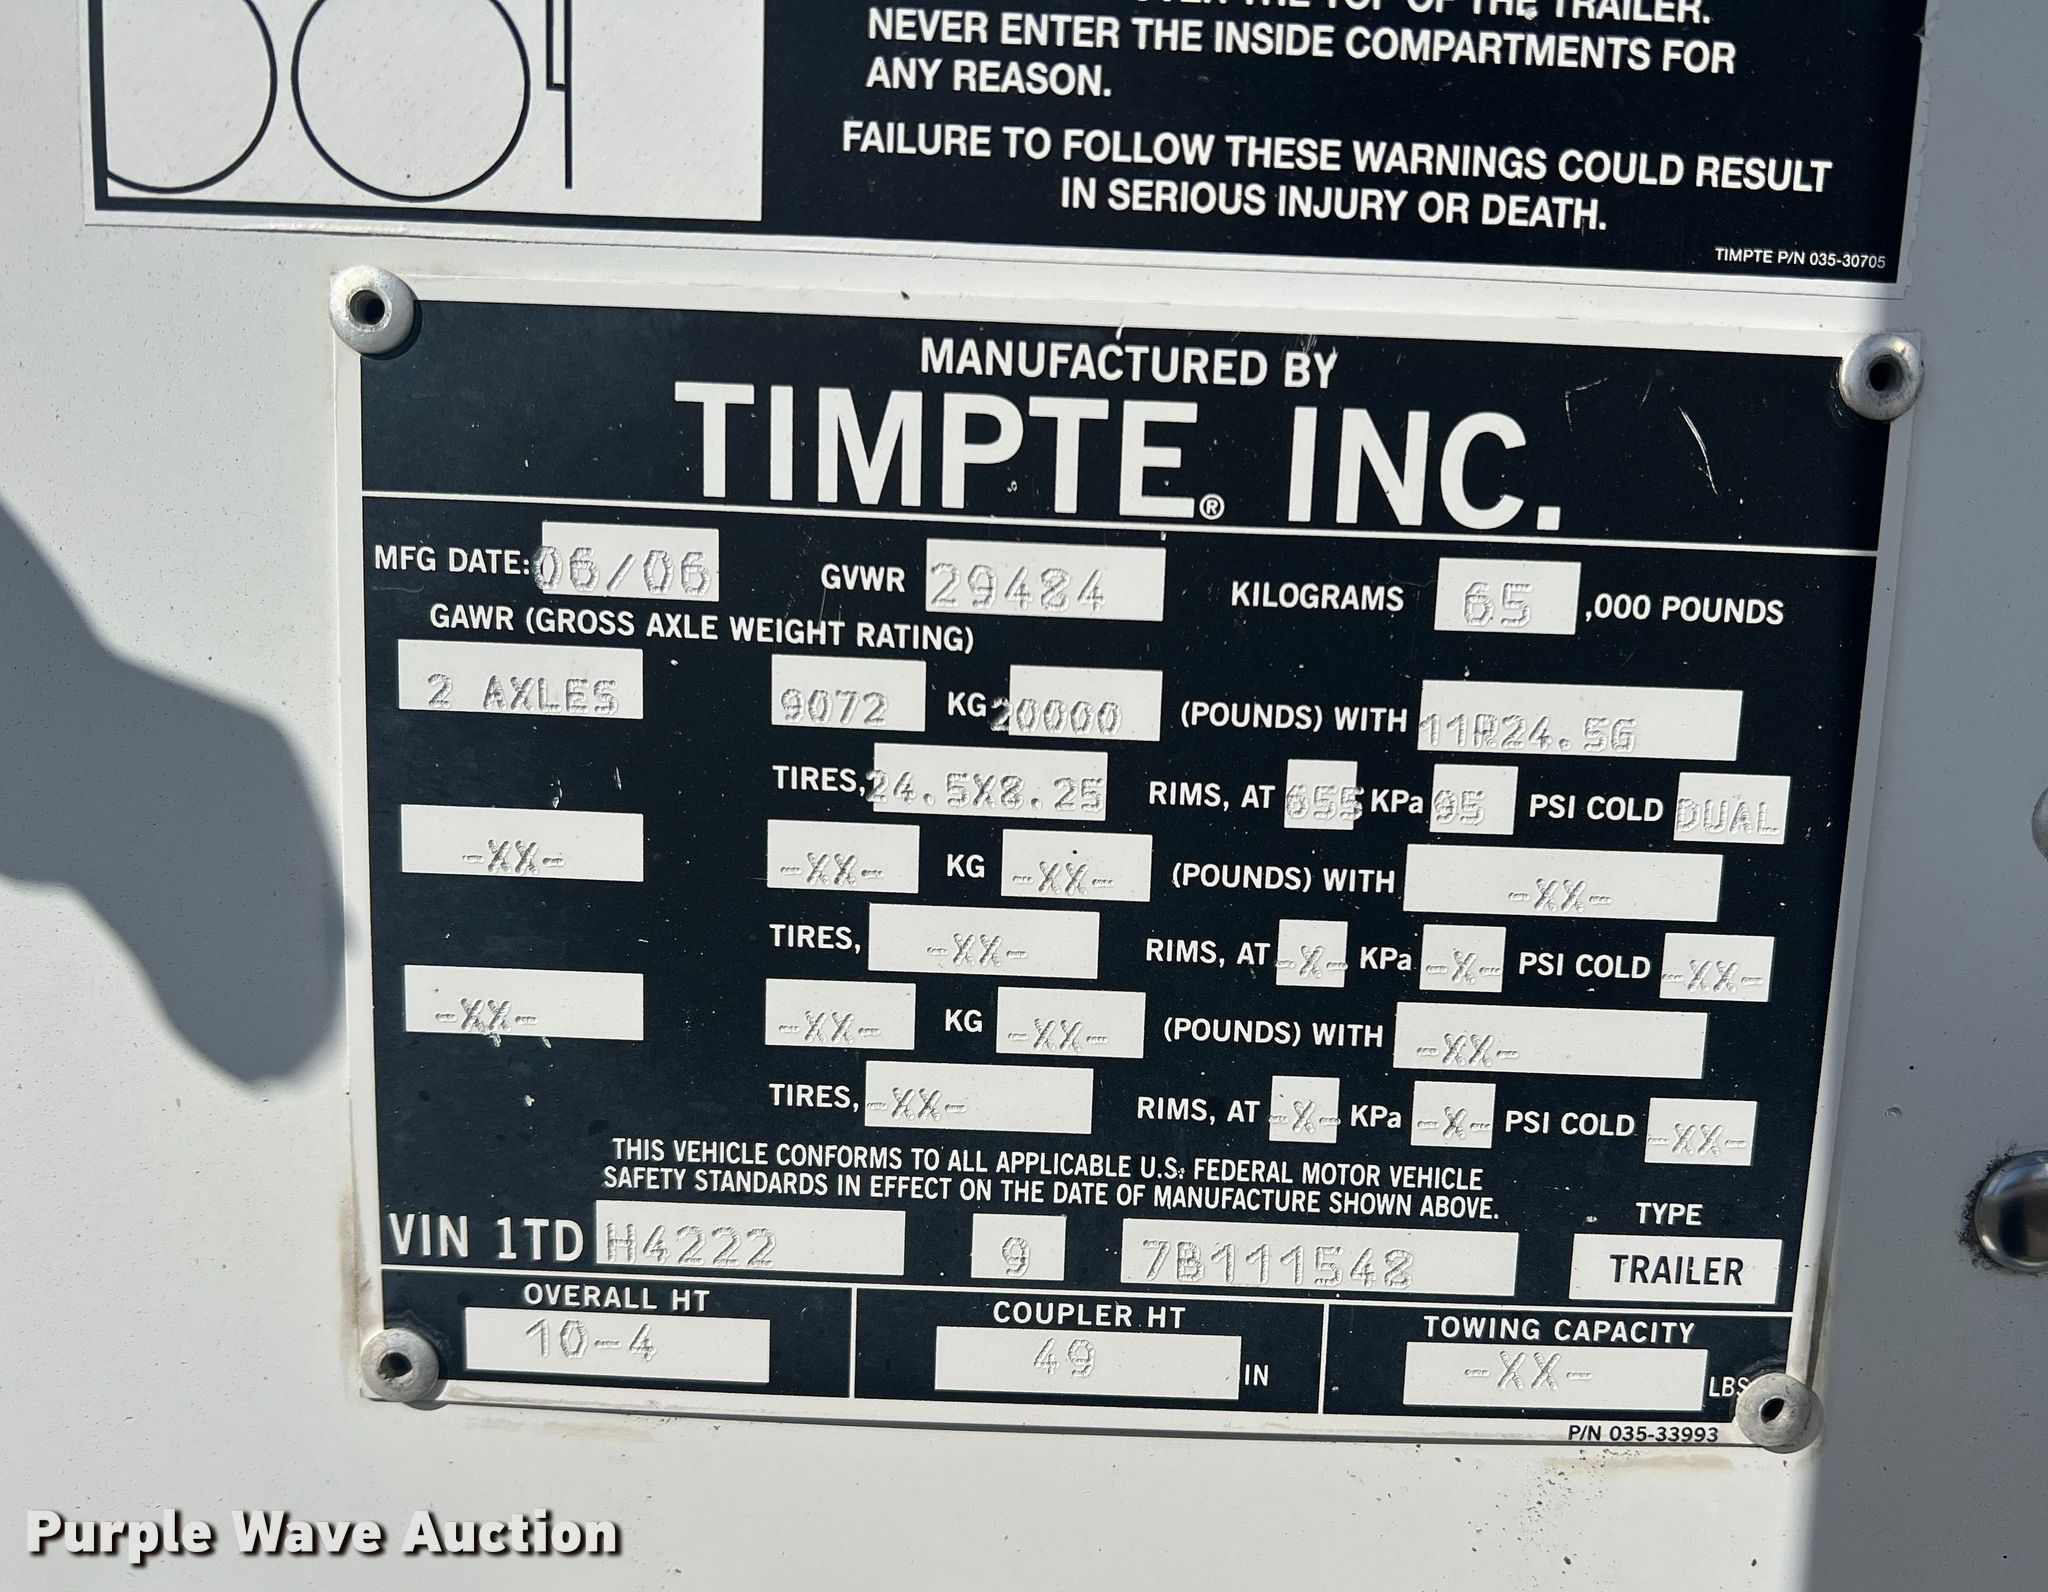 THE TOP OF THE TRAILER.
NEVER ENTER THE INSIDE COMPARTMENTS FOR
ANY REASON.
FAILURE TO FOLLOW THESE WARNINGS COULD RESULT
IN SERIOUS INJURY OR DEATH.
TIMPTE P/N 035-30705
MANUFACTURED BY
TIMPTE® INC.
MFG DATE: 06/06 GVWR 29484 KILOGRAMS 65 ,000 POUNDS
GAWR (GROSS AXLE WEIGHT RATING)
2 AXLES 9072 KG 20000 (POUNDS) WITH 11R24.5G
TIRES, 24.5X8.25 RIMS, AT 655 KPa 95 PSI COLD DUAL
-XX- -XX- KG -XX- (POUNDS) WITH -XX-
TIRES, -XX- RIMS, AT -X- KPa -X- PSI COLD -XX-
-XX- -XX- KG -XX- (POUNDS) WITH -XX-
TIRES, -XX- RIMS, AT -X- KPa -X- PSI COLD -XX-
THIS VEHICLE CONFORMS TO ALL APPLICABLE U.S. FEDERAL MOTOR VEHICLE
SAFETY STANDARDS IN EFFECT ON THE DATE OF MANUFACTURE SHOWN ABOVE.
TYPE
VIN 1TD H4222 9 7B111548 TRAILER
OVERALL HT COUPLER HT TOWING CAPACITY
10-4 49 IN -XX- LBS
P/N 035-33993
Purple Wave Auction